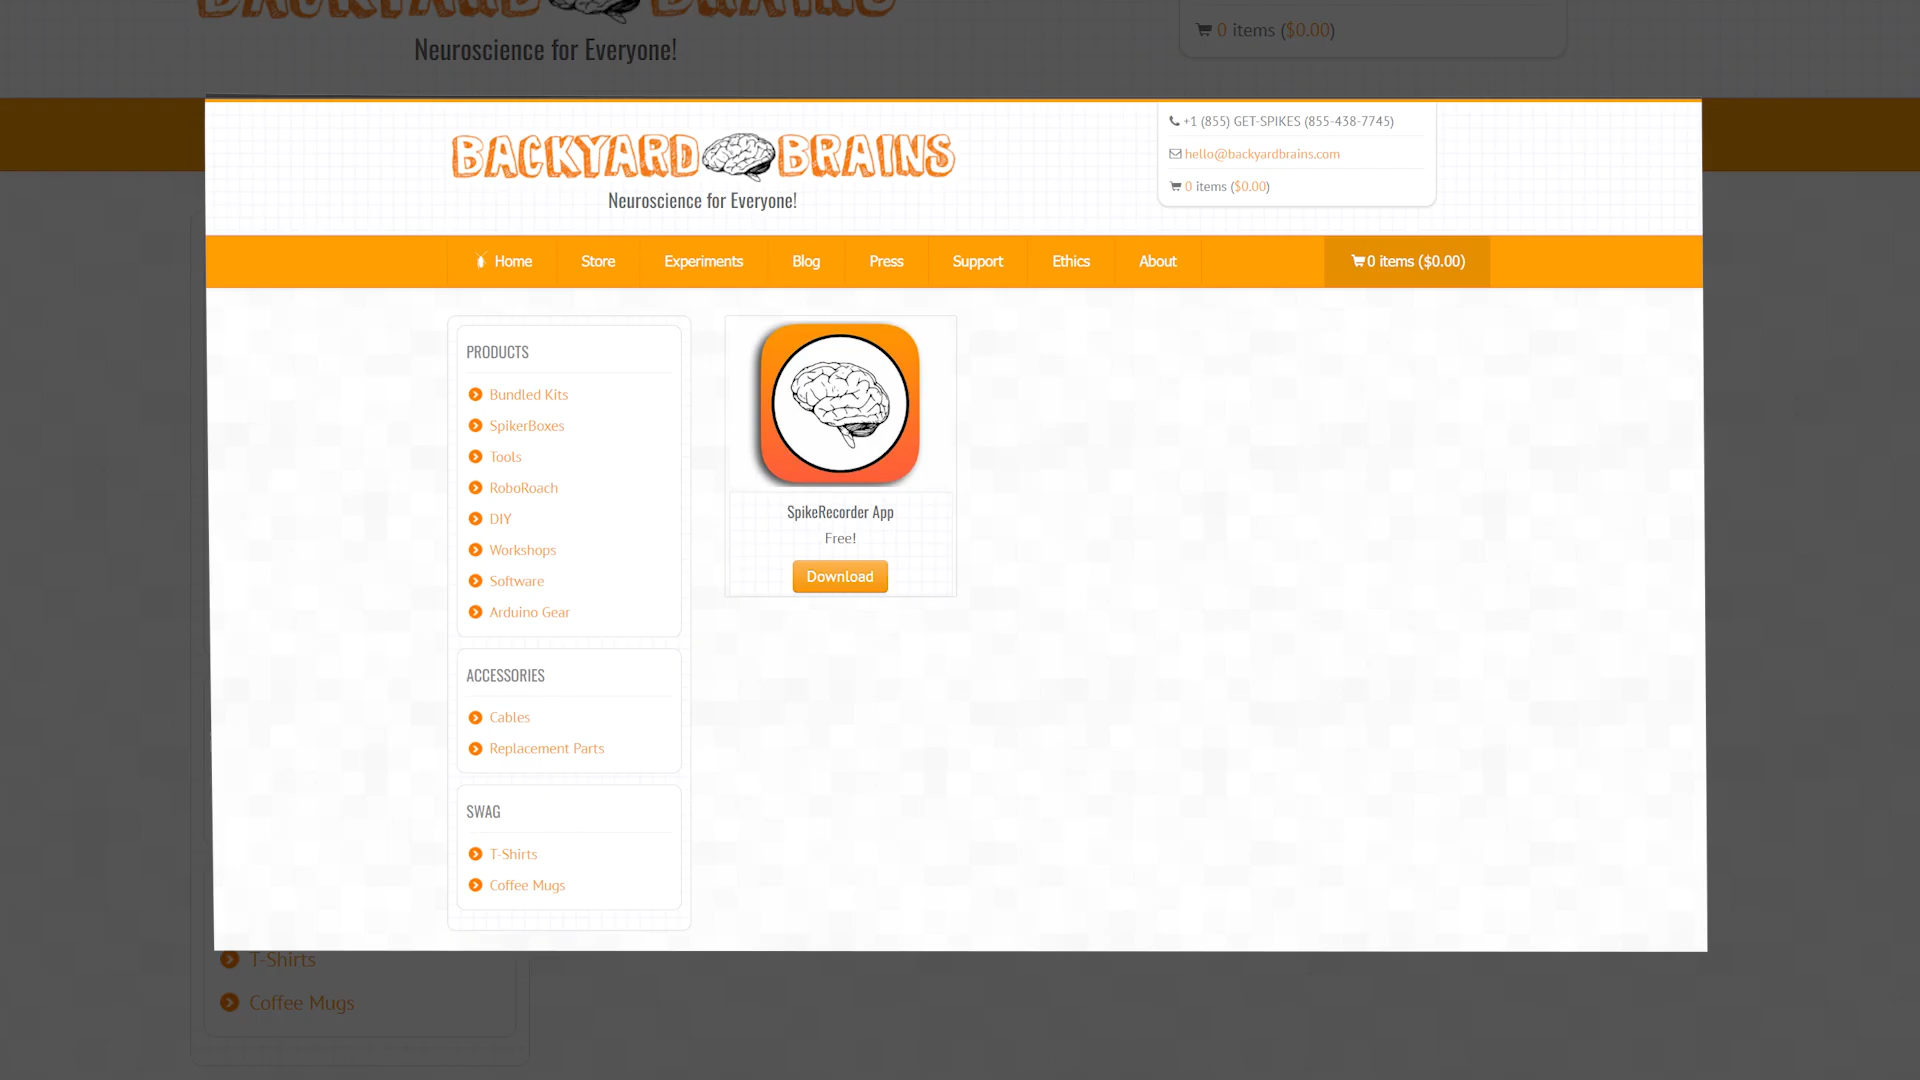 BACKYARD BRAINS
Neuroscience for Everyone!
0 items ($0.00)
+1 (855) GET-SPIKES (855-438-7745)
hello@backyardbrains.com
0 items ($0.00)
BACKYARD BRAINS
Neuroscience for Everyone!
Home
Store
Experiments
Blog
Press
Support
Ethics
About
0 items ($0.00)
PRODUCTS
Bundled Kits
SpikerBoxes
Tools
RoboRoach
DIY
Workshops
Software
Arduino Gear
ACCESSORIES
Cables
Replacement Parts
SWAG
T-Shirts
Coffee Mugs
SpikeRecorder App
Free!
Download
T-Shirts
Coffee Mugs